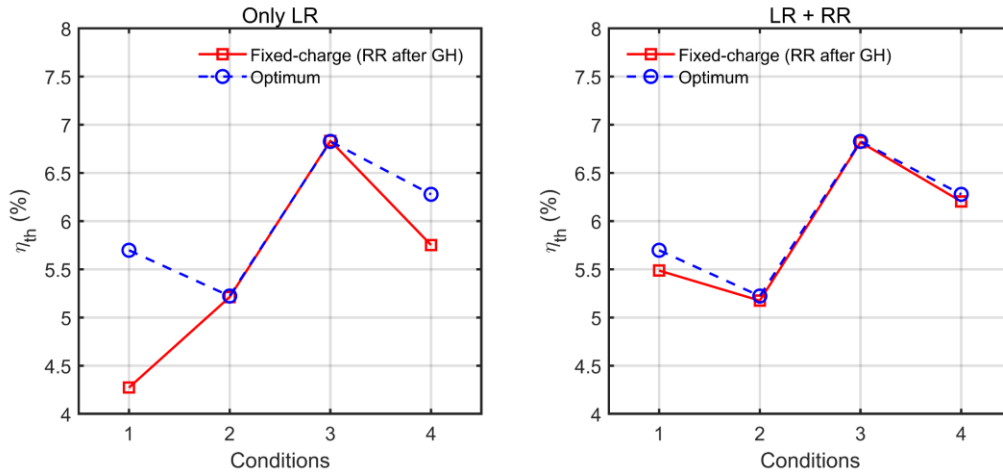 Only LR
8
7.5
7
6.5
6
5.5
5
4.5
4
η_th (%)
Fixed-charge (RR after GH)
Optimum
1 2 3 4
Conditions
LR + RR
8
7.5
7
6.5
6
5.5
5
4.5
4
η_th (%)
Fixed-charge (RR after GH)
Optimum
1 2 3 4
Conditions